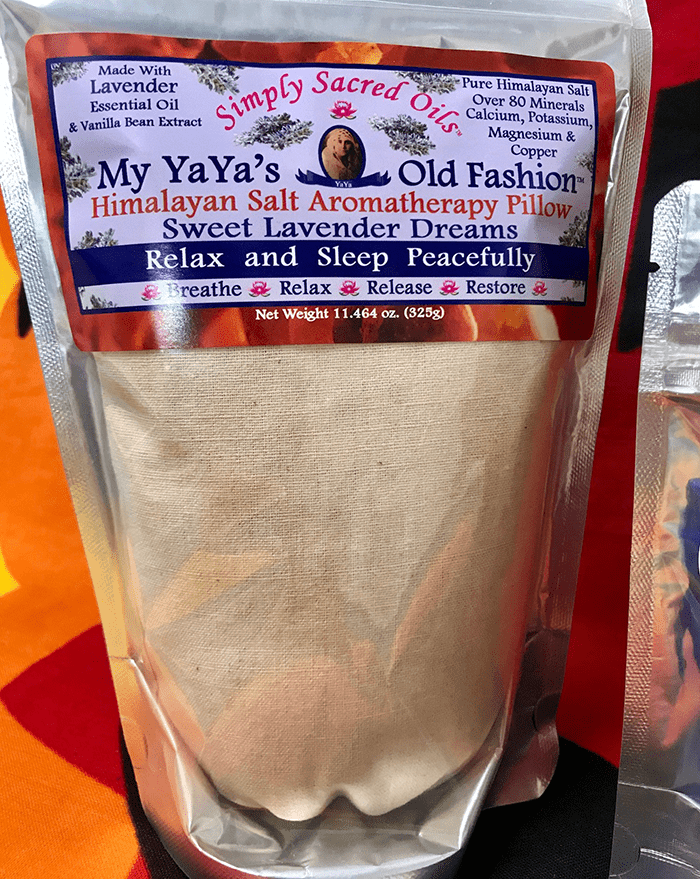 Made With
Lavender
Essential Oil
& Vanilla Bean Extract
Simply Sacred Oils™
Pure Himalayan Salt
Over 80 Minerals
Calcium, Potassium,
Magnesium &
Copper
YaYa
My YaYa's Old Fashion™
Himalayan Salt Aromatherapy Pillow
Sweet Lavender Dreams
Relax and Sleep Peacefully
Breathe Relax Release Restore
Net Weight 11.464 oz. (325g)